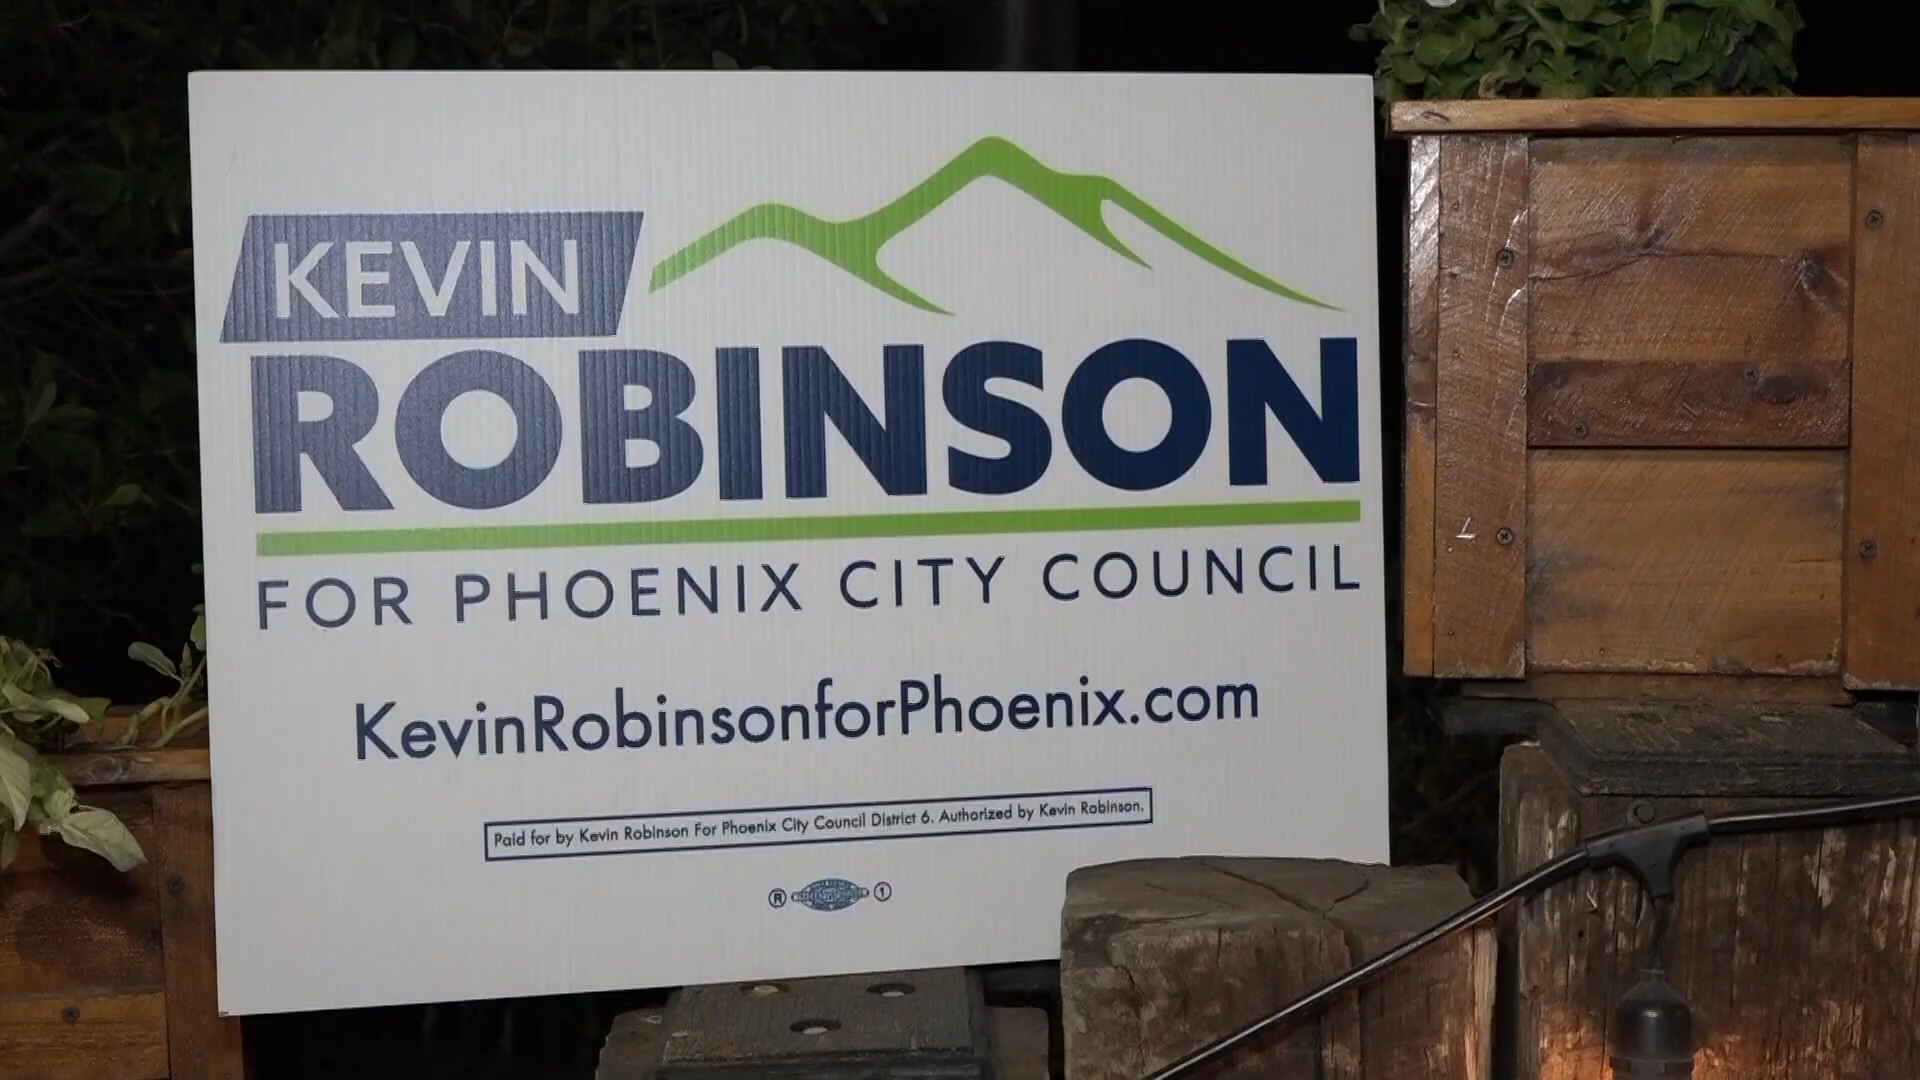 KEVIN
ROBINSON
FOR PHOENIX CITY COUNCIL
KevinRobinsonforPhoenix.com
Paid for by Kevin Robinson For Phoenix City Council District 6. Authorized by Kevin Robinson.
® 1